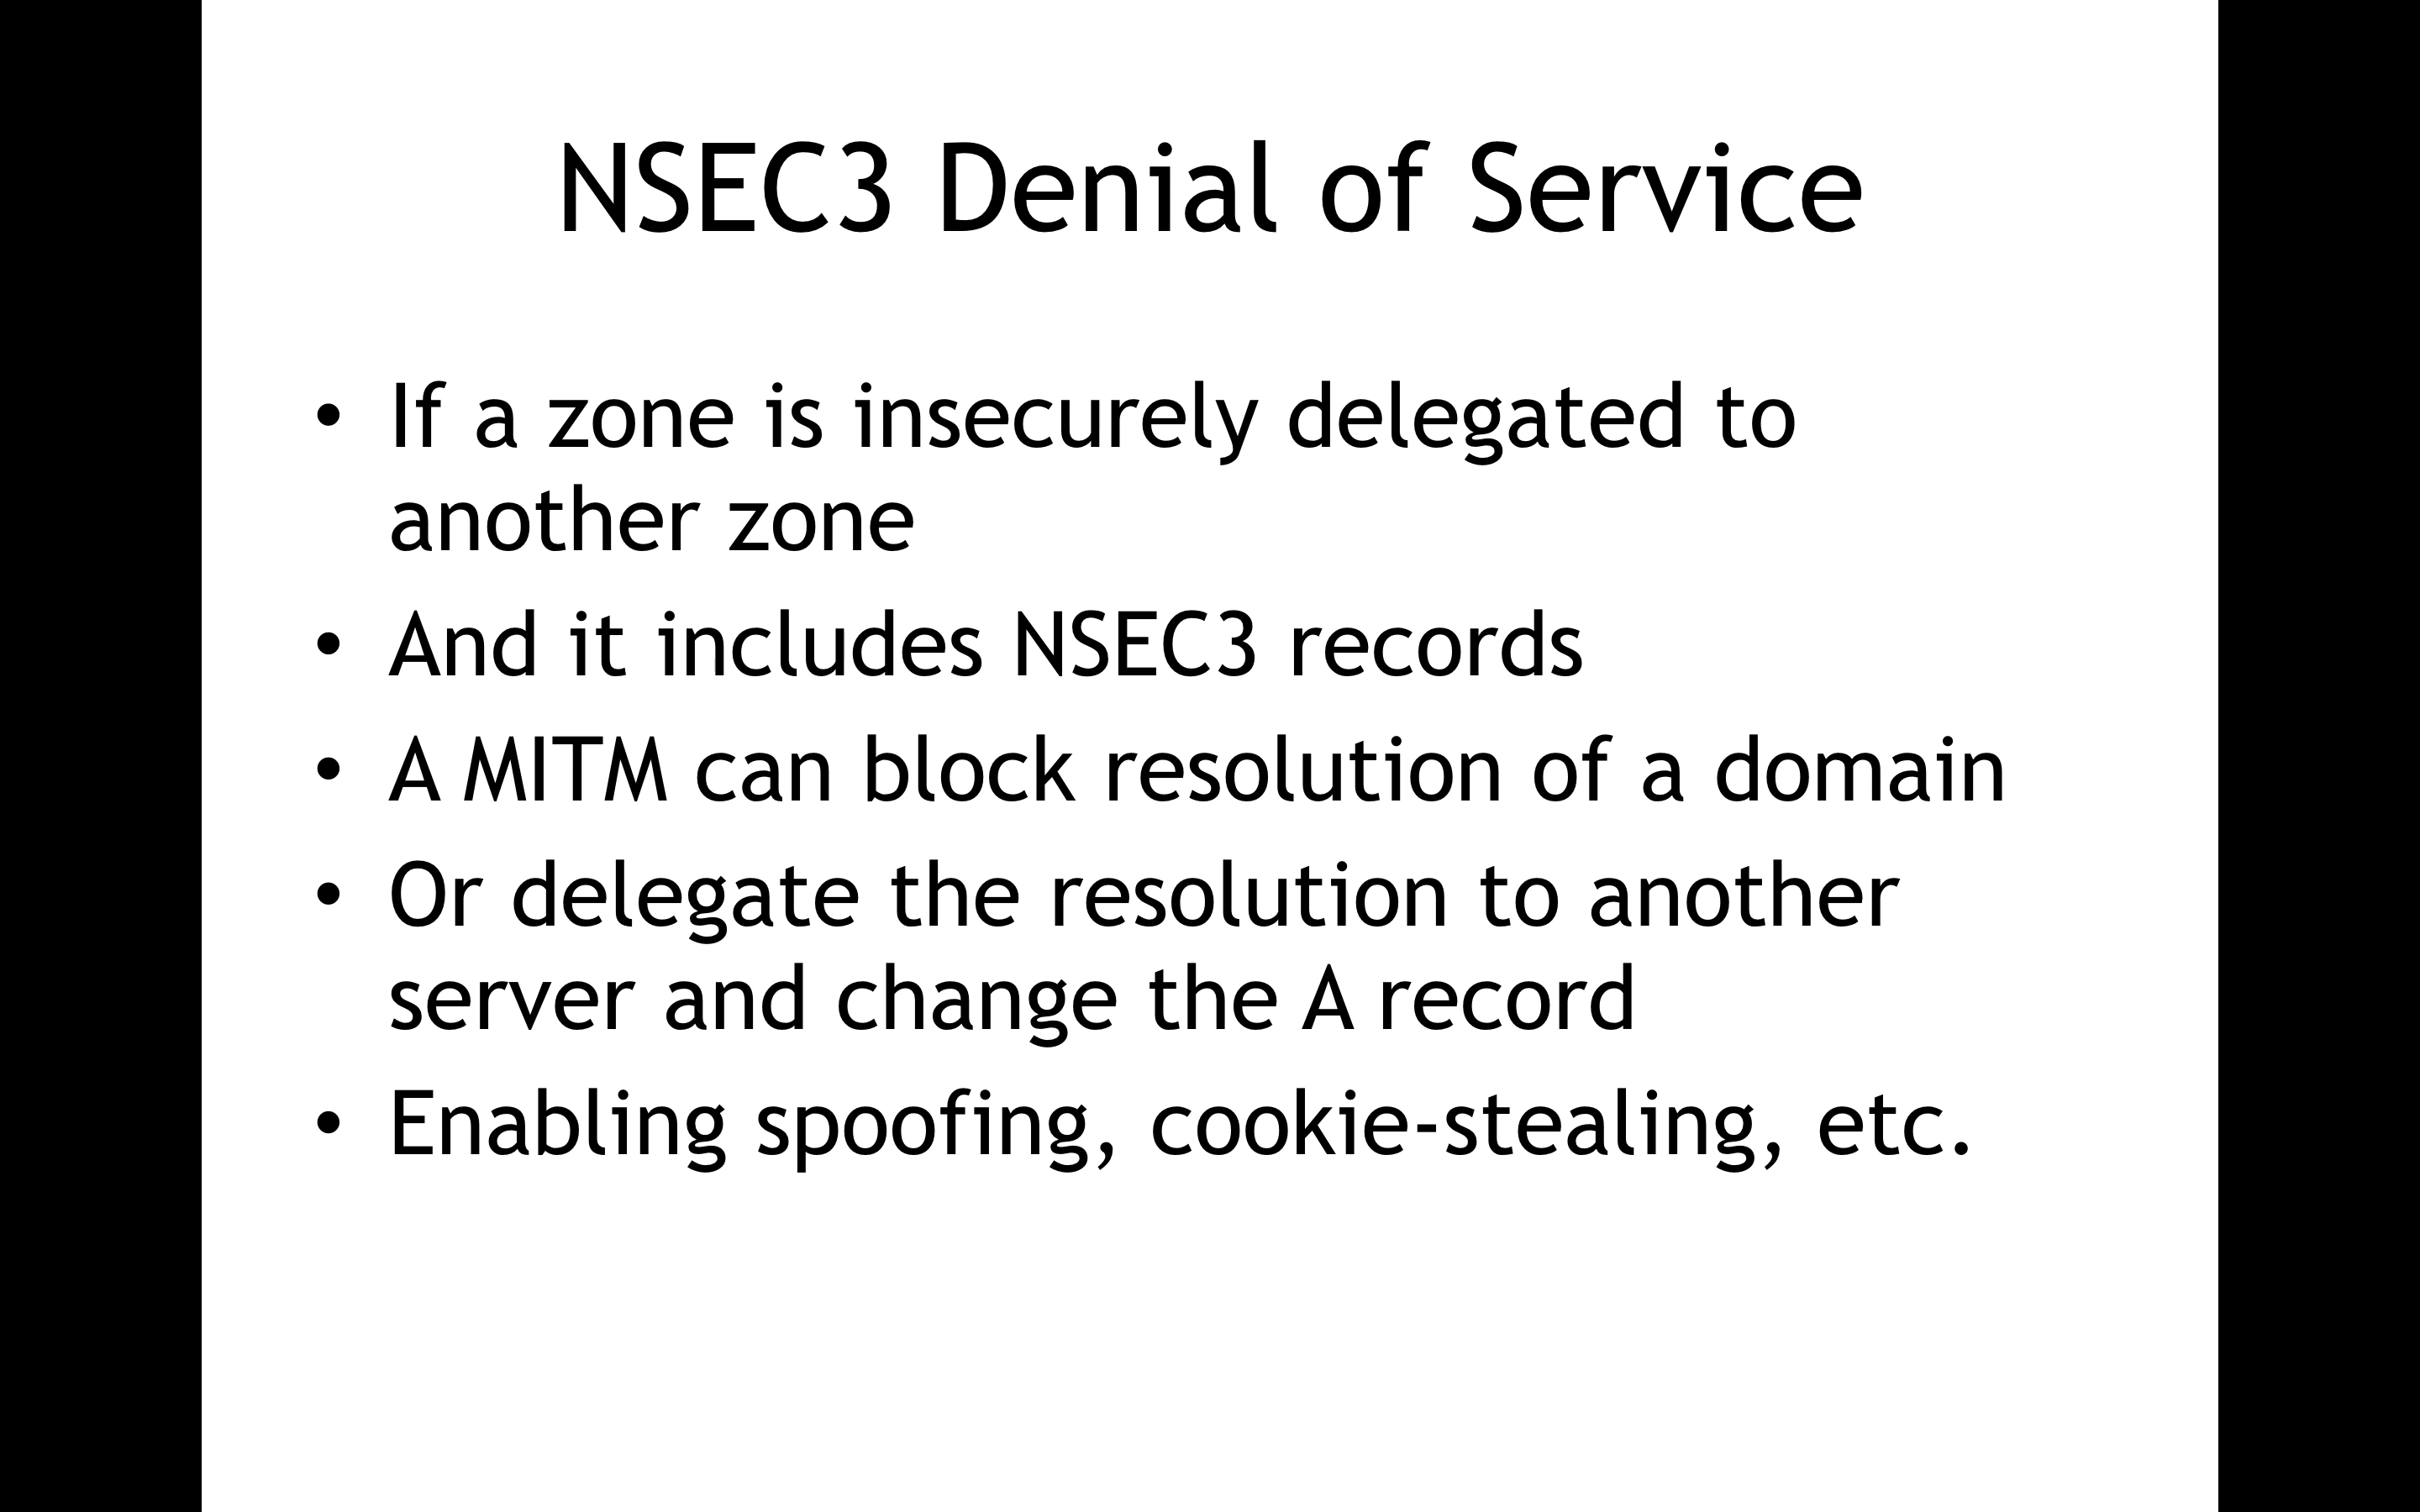 NSEC3 Denial of Service
• If a zone is insecurely delegated to
another zone
• And it includes NSEC3 records
• A MITM can block resolution of a domain
• Or delegate the resolution to another
server and change the A record
• Enabling spoofing, cookie-stealing, etc.